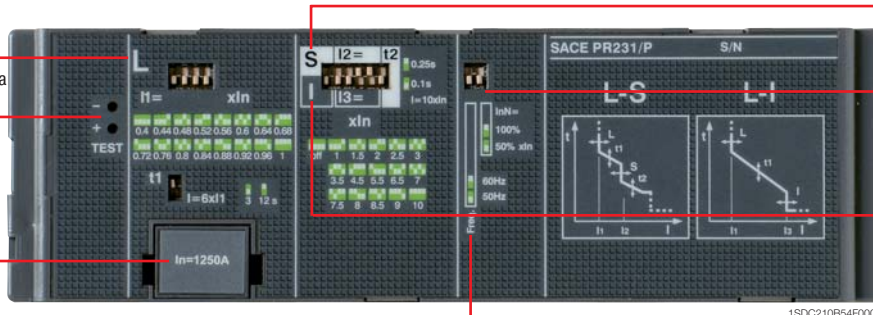 SACE PR231/P S/N
L
S
I2= t2
I
I3=
0.25s
0.1s
I=10xIn
I1= xIn
xIn
0.4 0.44 0.48 0.52 0.56 0.6 0.64 0.68
0.72 0.76 0.8 0.84 0.88 0.92 0.96 1
a
- 
+
TEST
t1
I=6xI1
3 12 s
In=1250A
off 1 1.5 2 2.5 3
3.5 4.5 5.5 6.5 7
7.5 8 8.5 9 10
InN=
100%
50% xIn
60Hz
50Hz
Freq.
L-S L-I
t
L
t1
S
t2
I1 I2 I
t
L
t1
I
I1 I3 I
1SDC210B54F000